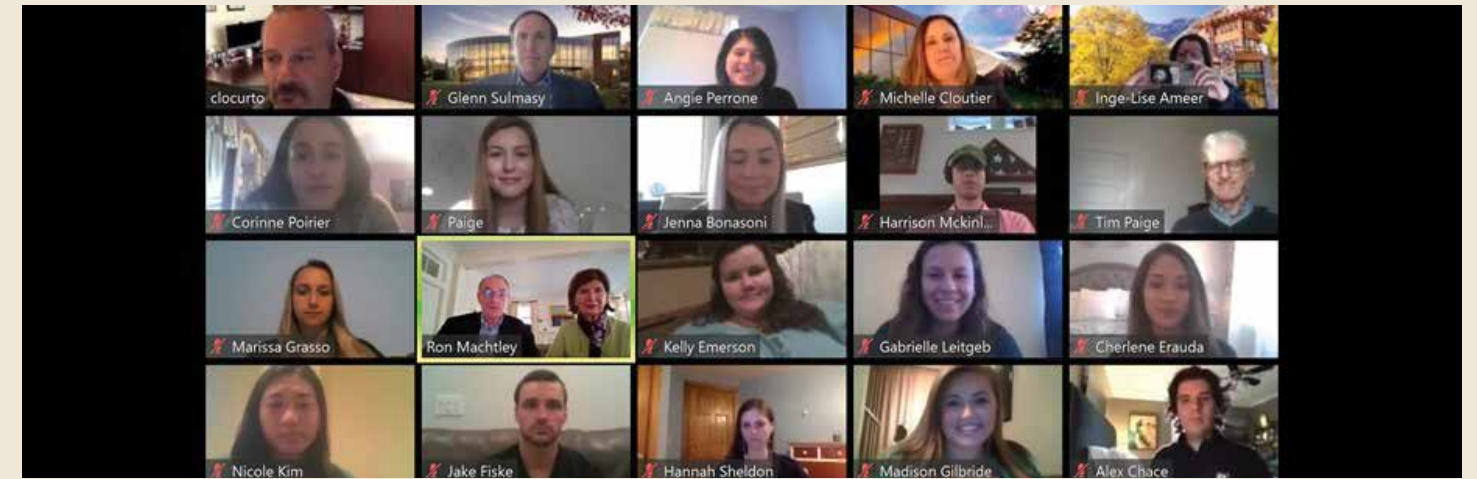 clocurto
Glenn Sulmasy
Angie Perrone
Michelle Cloutier
Inge-Lise Ameer
Corinne Poirier
Paige
Jenna Bonasoni
Harrison Mckinl...
Tim Paige
Marissa Grasso
Ron Machtley
Kelly Emerson
Gabrielle Leitgeb
Cherlene Erauda
Nicole Kim
Jake Fiske
Hannah Sheldon
Madison Gilbride
Alex Chace